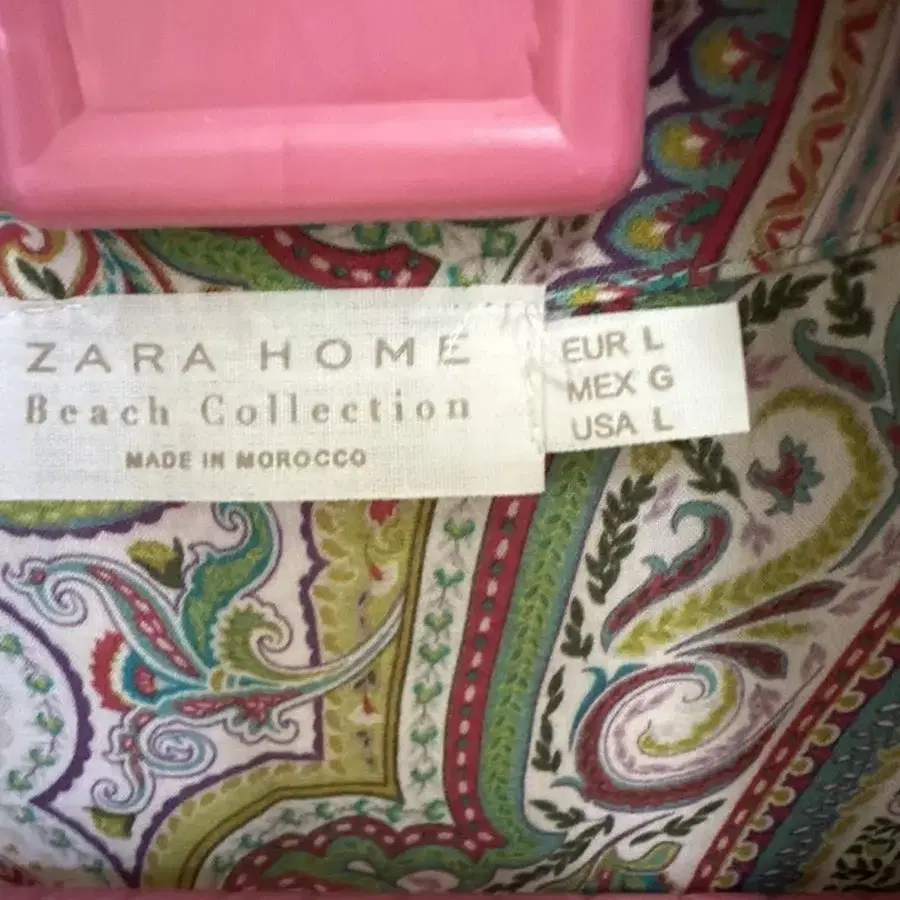 ZARA HOME
Beach Collection
MADE IN MOROCCO
EUR L
MEX G
USA L